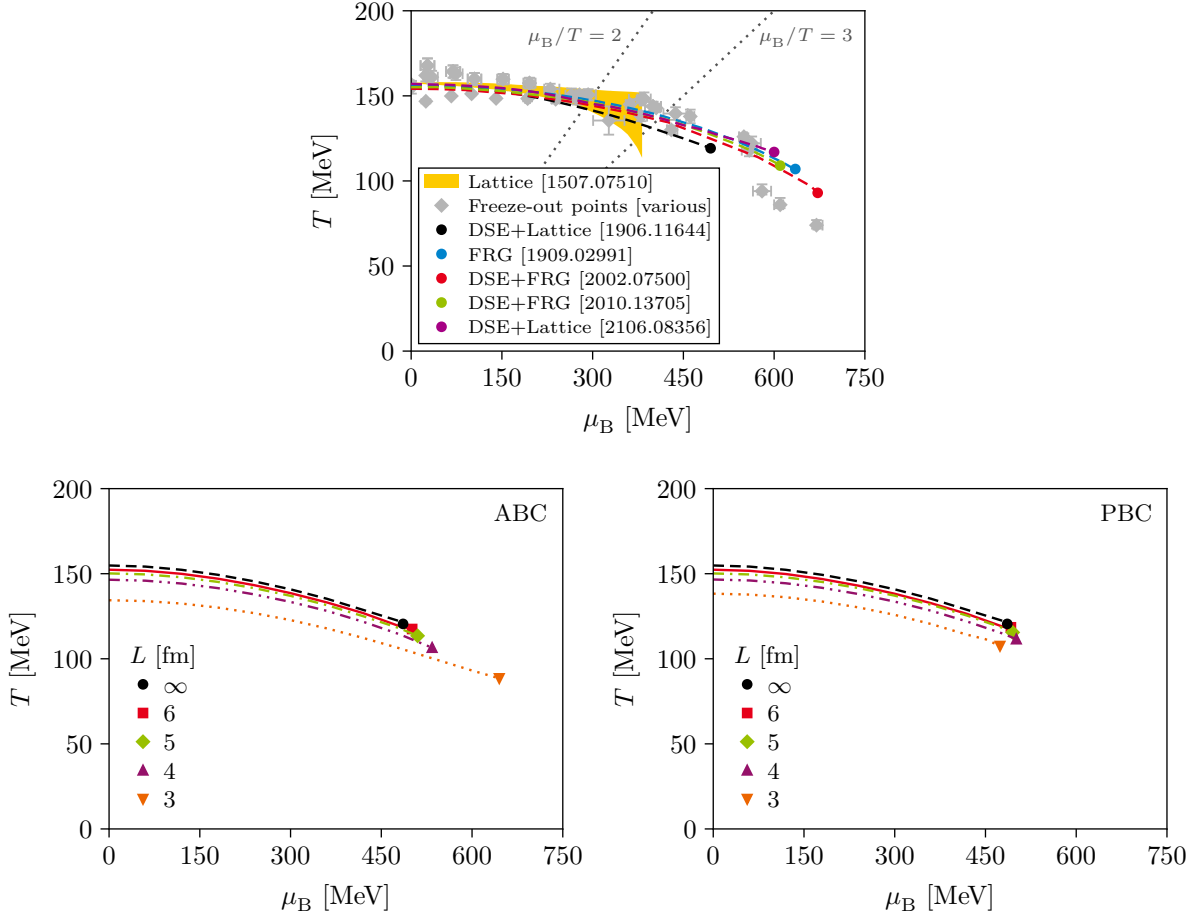 200
150
100
50
0
T [MeV]
μB/T = 2
μB/T = 3
Lattice [1507.07510]
Freeze-out points [various]
DSE+Lattice [1906.11644]
FRG [1909.02991]
DSE+FRG [2002.07500]
DSE+FRG [2010.13705]
DSE+Lattice [2106.08356]
0 150 300 450 600 750
μB [MeV]
200
150
100
50
0
T [MeV]
ABC
L [fm]
∞
6
5
4
3
0 150 300 450 600 750
μB [MeV]
200
150
100
50
0
T [MeV]
PBC
L [fm]
∞
6
5
4
3
0 150 300 450 600 750
μB [MeV]